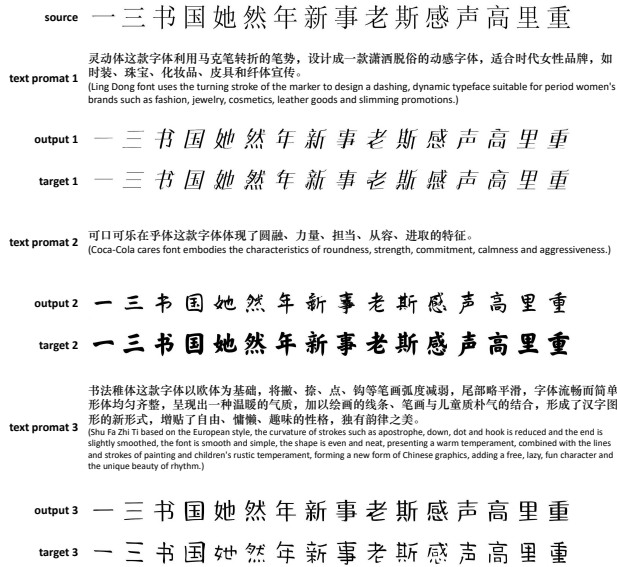 source 一 三 书 国 她 然 年 新 事 老 斯 感 声 高 里 重
text promat 1 灵动体这款字体利用马克笔转折的笔势，设计成一款潇洒脱俗的动感字体，适合时代女性品牌，如
时装、珠宝、化妆品、皮具和纤体宣传。
(Ling Dong font uses the turning stroke of the marker to design a dashing, dynamic typeface suitable for period women's
brands such as fashion, jewelry, cosmetics, leather goods and slimming promotions.)
output 1 一 三 书 国 她 然 年 新 事 老 斯 感 声 高 里 重
target 1 一 三 书 国 她 然 年 新 事 老 斯 感 声 高 里 重
text promat 2 可口可乐在乎体这款字体体现了圆融、力量、担当、从容、进取的特征。
(Coca-Cola cares font embodies the characteristics of roundness, strength, commitment, calmness and aggressiveness.)
output 2 一 三 书 国 她 然 年 新 事 老 斯 感 声 高 里 重
target 2 一 三 书 国 她 然 年 新 事 老 斯 感 声 高 里 重
书法稚体这款字体以欧体为基础，将撇、捺、点、钩等笔画弧度减弱，尾部略平滑，字体流畅而简单
形体均匀齐整，呈现出一种温暖的气质，加以绘画的线条、笔画与儿童质朴气的结合，形成了汉字图
text promat 3 形的新形式，增贴了自由、慵懒、趣味的性格，独有韵律之美。
(Shu Fa Zhi Ti based on the European style, the curvature of strokes such as apostrophe, down, dot and hook is reduced and the end is
slightly smoothed, the font is smooth and simple, the shape is even and neat, presenting a warm temperament, combined with the lines
and strokes of painting and children's rustic temperament, forming a new form of Chinese graphics, adding a free, lazy, fun character and
the unique beauty of rhythm.)
output 3 一 三 书 国 她 然 年 新 事 老 斯 感 声 高 里 重
target 3 一 三 书 国 她 然 年 新 事 老 斯 感 声 高 里 重